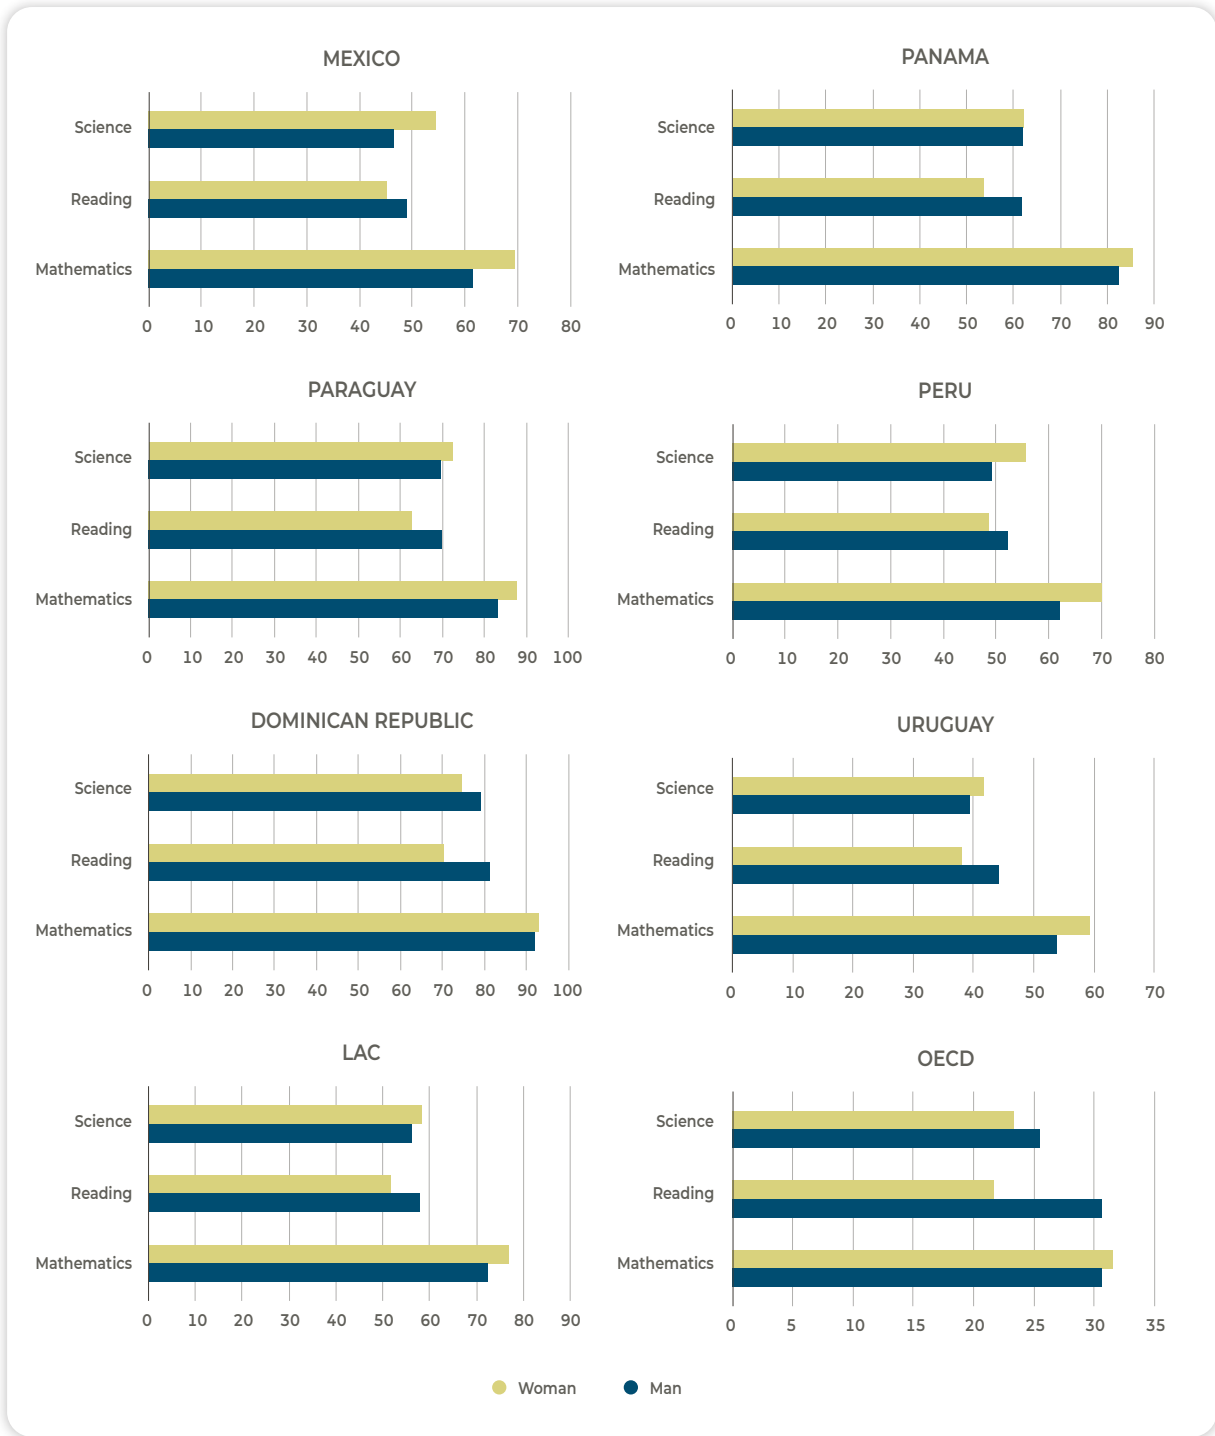 MEXICO
Science
Reading
Mathematics
0 10 20 30 40 50 60 70 80
PANAMA
Science
Reading
Mathematics
0 10 20 30 40 50 60 70 80 90
PARAGUAY
Science
Reading
Mathematics
0 10 20 30 40 50 60 70 80 90 100
PERU
Science
Reading
Mathematics
0 10 20 30 40 50 60 70 80
DOMINICAN REPUBLIC
Science
Reading
Mathematics
0 10 20 30 40 50 60 70 80 90 100
URUGUAY
Science
Reading
Mathematics
0 10 20 30 40 50 60 70
LAC
Science
Reading
Mathematics
0 10 20 30 40 50 60 70 80 90
OECD
Science
Reading
Mathematics
0 5 10 15 20 25 30 35
Woman Man